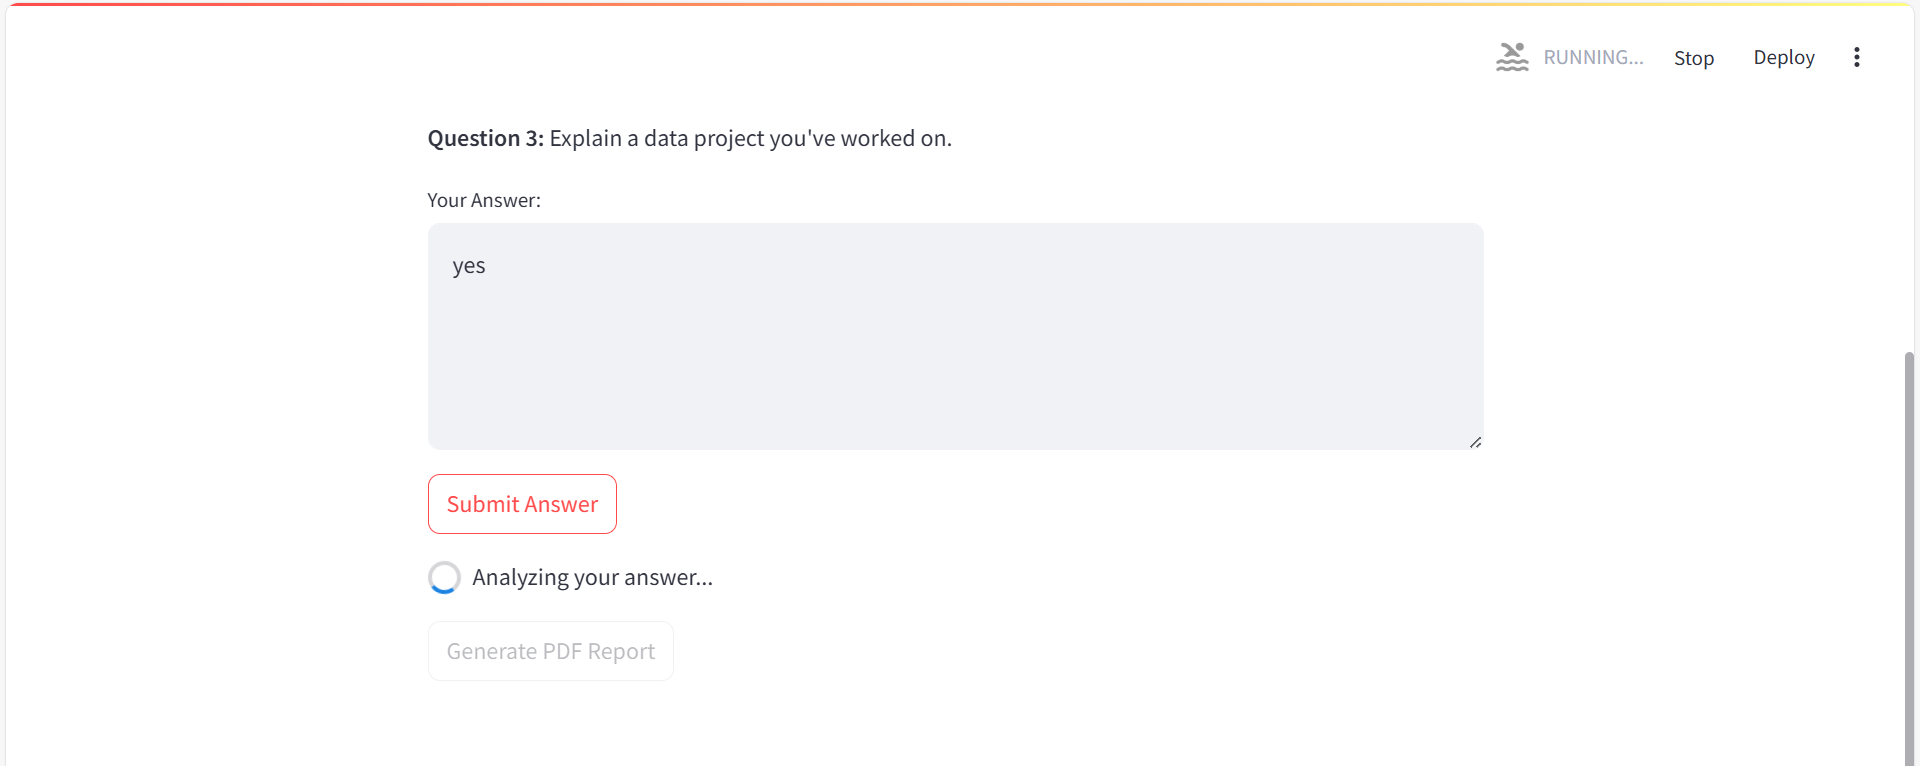 RUNNING...
Stop
Deploy
Question 3: Explain a data project you've worked on.
Your Answer:
yes
Submit Answer
Analyzing your answer...
Generate PDF Report